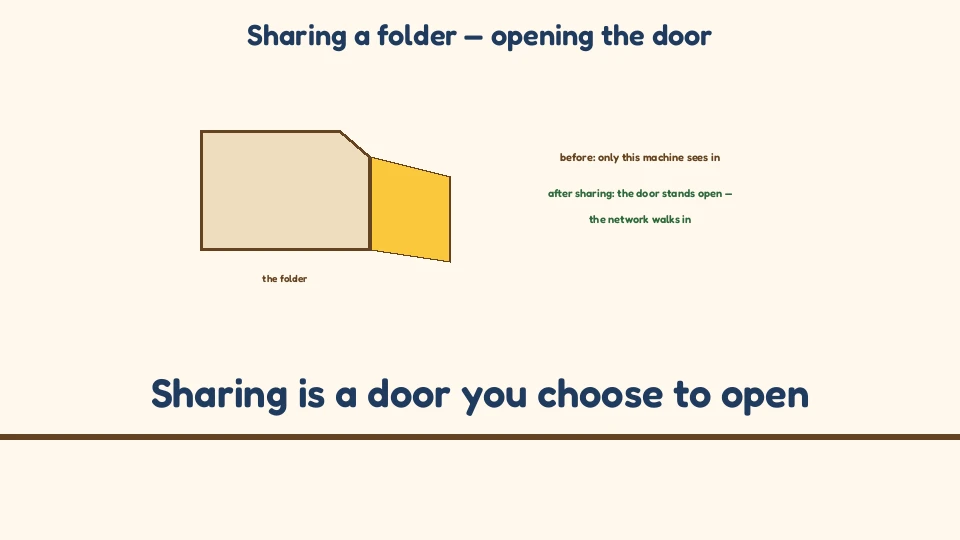 Sharing a folder — opening the door
before: only this machine sees in
after sharing: the door stands open —
the network walks in
the folder
Sharing is a door you choose to open